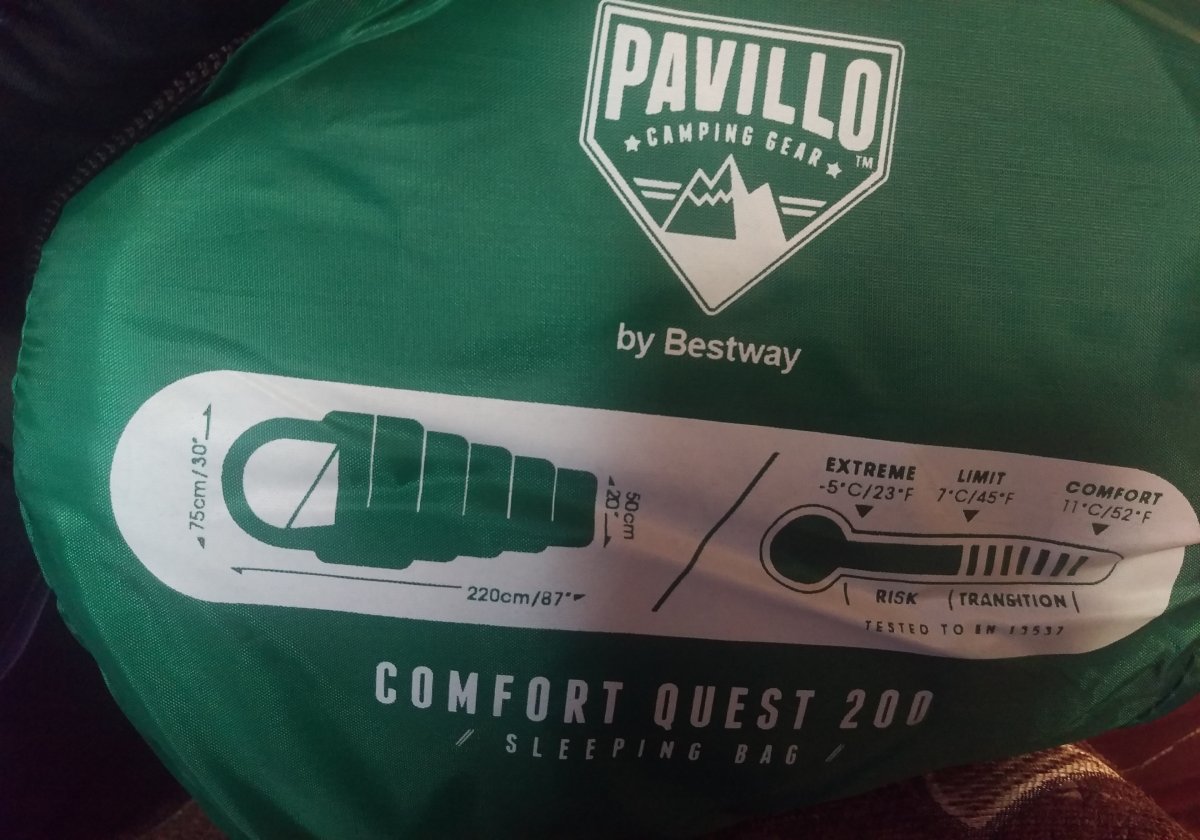 PAVILLO
CAMPING GEAR
TM
by Bestway
75cm/30"
50cm
20"
220cm/87"
EXTREME
-5°C/23°F
LIMIT
7°C/45°F
COMFORT
11°C/52°F
RISK
TRANSITION
TESTED TO EN 13537
COMFORT QUEST 200
// SLEEPING BAG //